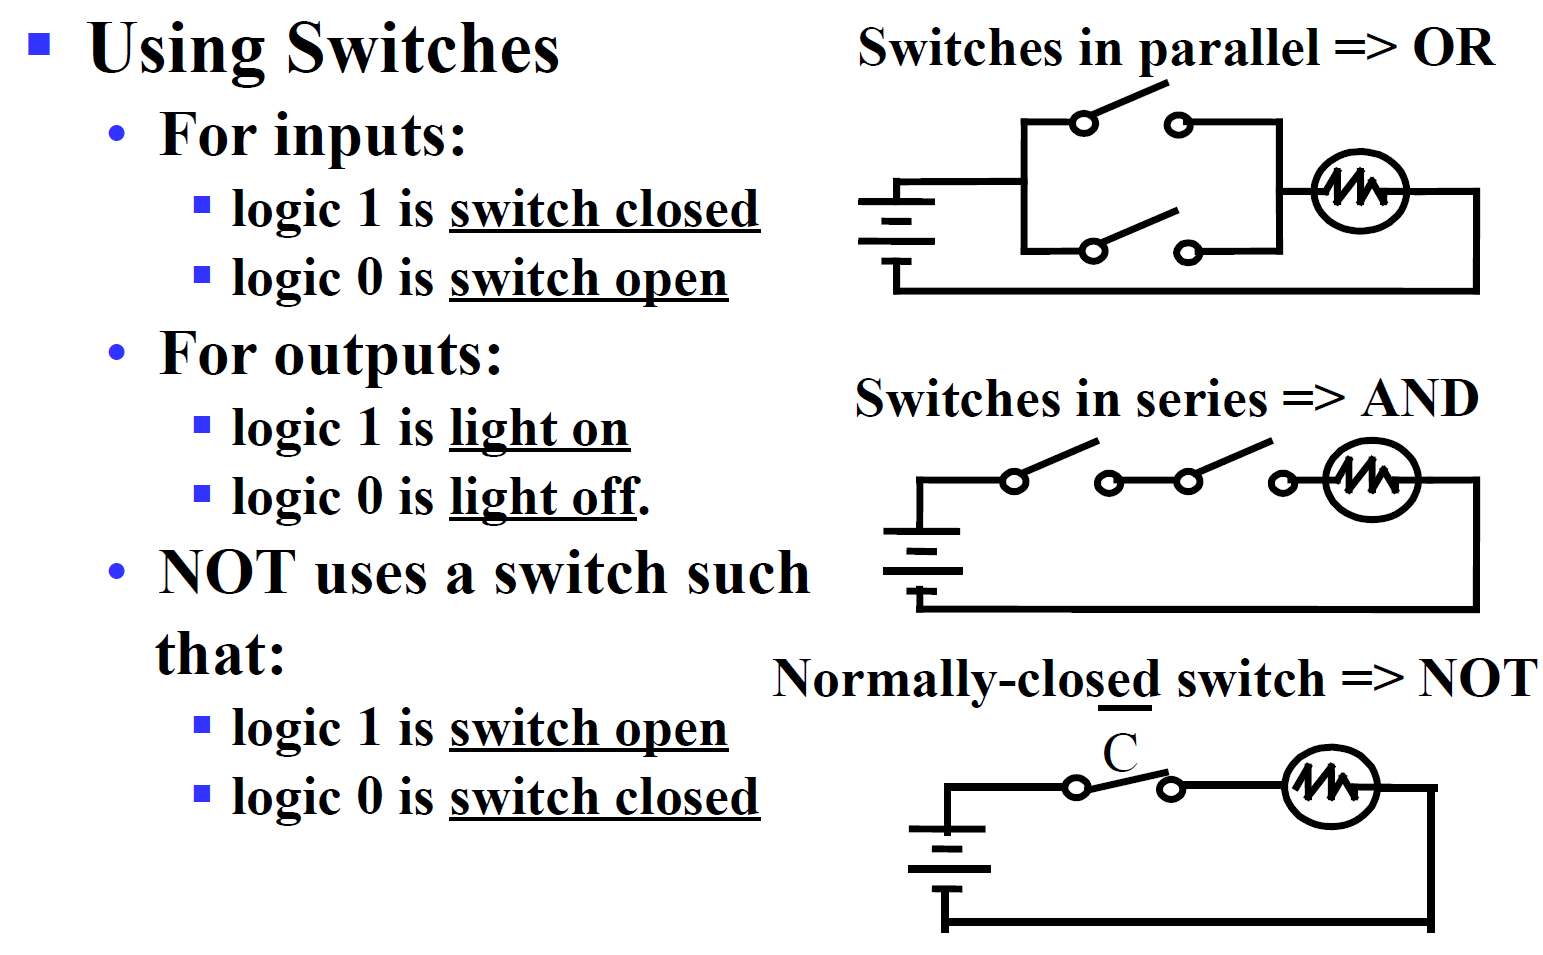 Using Switches
For inputs:
logic 1 is switch closed
logic 0 is switch open
For outputs:
logic 1 is light on
logic 0 is light off.
NOT uses a switch such
that:
logic 1 is switch open
logic 0 is switch closed
Switches in parallel => OR
Switches in series => AND
Normally-closed switch => NOT
C̅